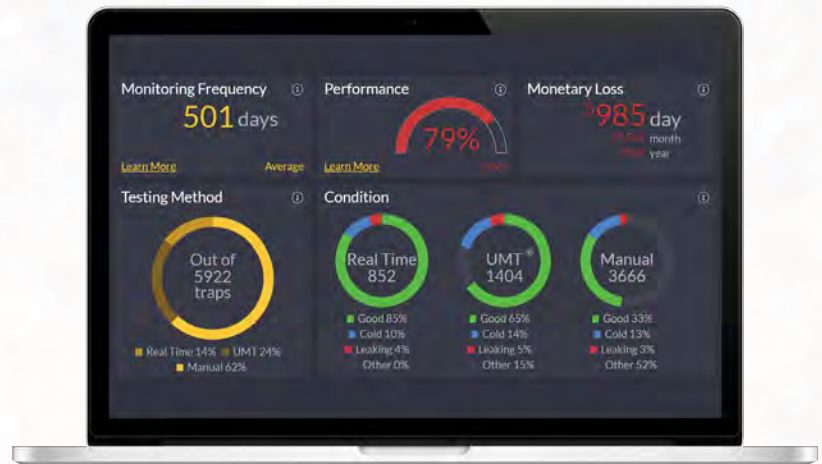 Monitoring Frequency
501 days
Learn More
Average
Performance
79%
Learn More
Monetary Loss
$985 day
month
year
Testing Method
Out of
5922
traps
Real Time 14% UMT 24%
Manual 62%
Condition
Real Time
852
Good 85%
Cold 10%
Leaking 4%
Other 0%
UMT®
1404
Good 65%
Cold 14%
Leaking 5%
Other 15%
Manual
3666
Good 33%
Cold 13%
Leaking 3%
Other 52%